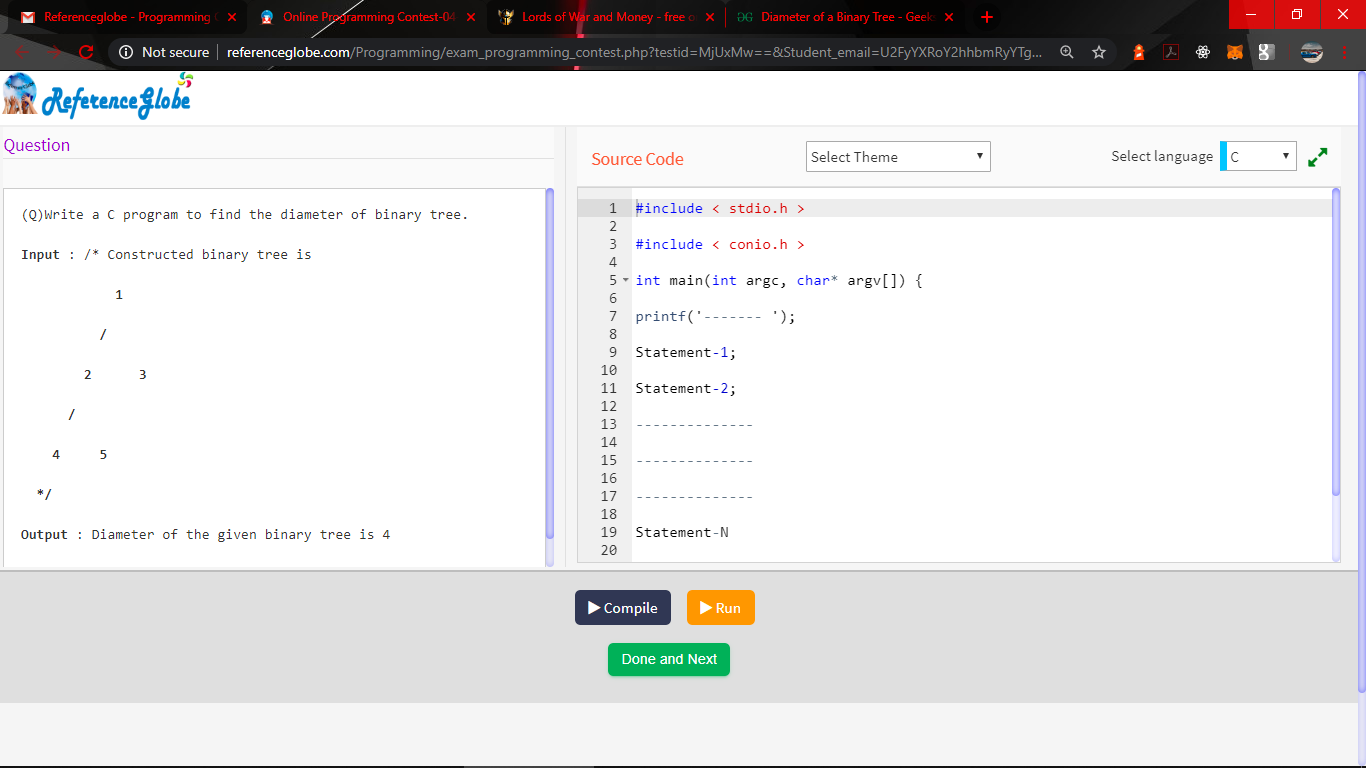 Referenceglobe - Programming
Online Programming Contest-04
Lords of War and Money - free o
Diameter of a Binary Tree - Geek
Not secure
referenceglobe.com/Programming/exam_programming_contest.php?testid=MjUxMw==&Student_email=U2FyYXRoY2hhbmRyYTg...
ReferenceGlobe
Question
(Q)Write a C program to find the diameter of binary tree.
Input : /* Constructed binary tree is
1
/
2 3
/
4 5
*/
Output : Diameter of the given binary tree is 4
Source Code
Select Theme
Select language
C
1 #include < stdio.h >
2
3 #include < conio.h >
4
5 int main(int argc, char* argv[]) {
6
7 printf('------- ');
8
9 Statement-1;
10
11 Statement-2;
12
13 --------------
14
15 --------------
16
17 --------------
18
19 Statement-N
20
Compile
Run
Done and Next